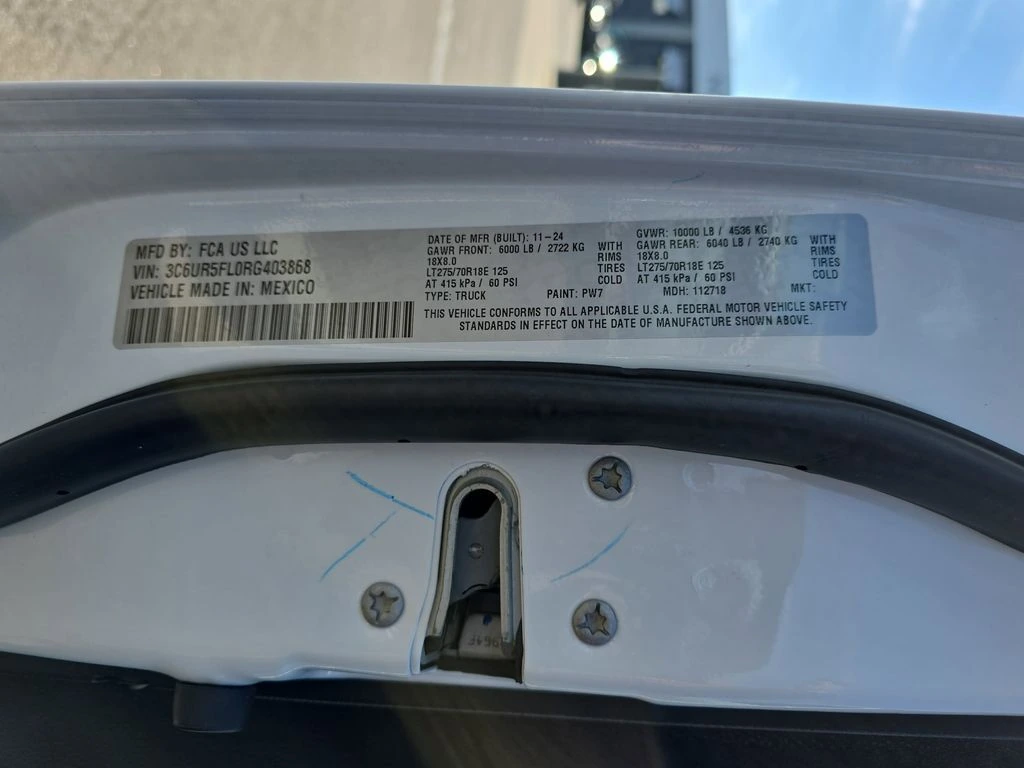 MFD BY: FCA US LLC
VIN: 3C6UR5FL0RG403868
VEHICLE MADE IN: MEXICO
DATE OF MFR (BUILT): 11-24
GAWR FRONT: 6000 LB / 2722 KG WITH
18X8.0 RIMS
LT275/70R18E 125 TIRES
AT 415 kPa / 60 PSI COLD
GVWR: 10000 LB / 4536 KG
GAWR REAR: 6040 LB / 2740 KG WITH
18X8.0 RIMS
LT275/70R18E 125 TIRES
AT 415 kPa / 60 PSI COLD
TYPE: TRUCK PAINT: PW7 MDH: 112718 MKT:
THIS VEHICLE CONFORMS TO ALL APPLICABLE U.S.A. FEDERAL MOTOR VEHICLE SAFETY
STANDARDS IN EFFECT ON THE DATE OF MANUFACTURE SHOWN ABOVE.